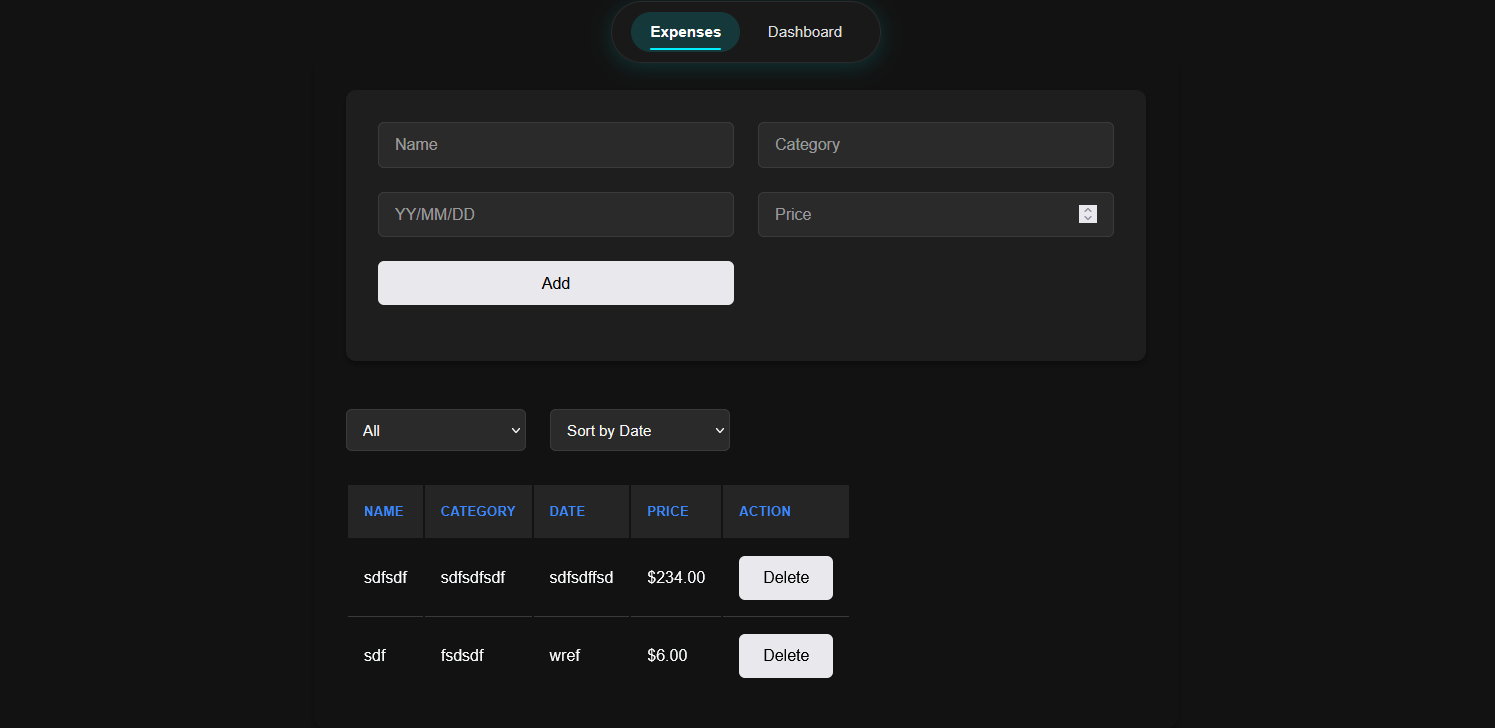 Expenses Dashboard
Name Category
YY/MM/DD Price
Add
All Sort by Date
NAME CATEGORY DATE PRICE ACTION
sdfsdf sdfsdfsdf sdfsdffsd $234.00 Delete
sdf fsdsdf wref $6.00 Delete